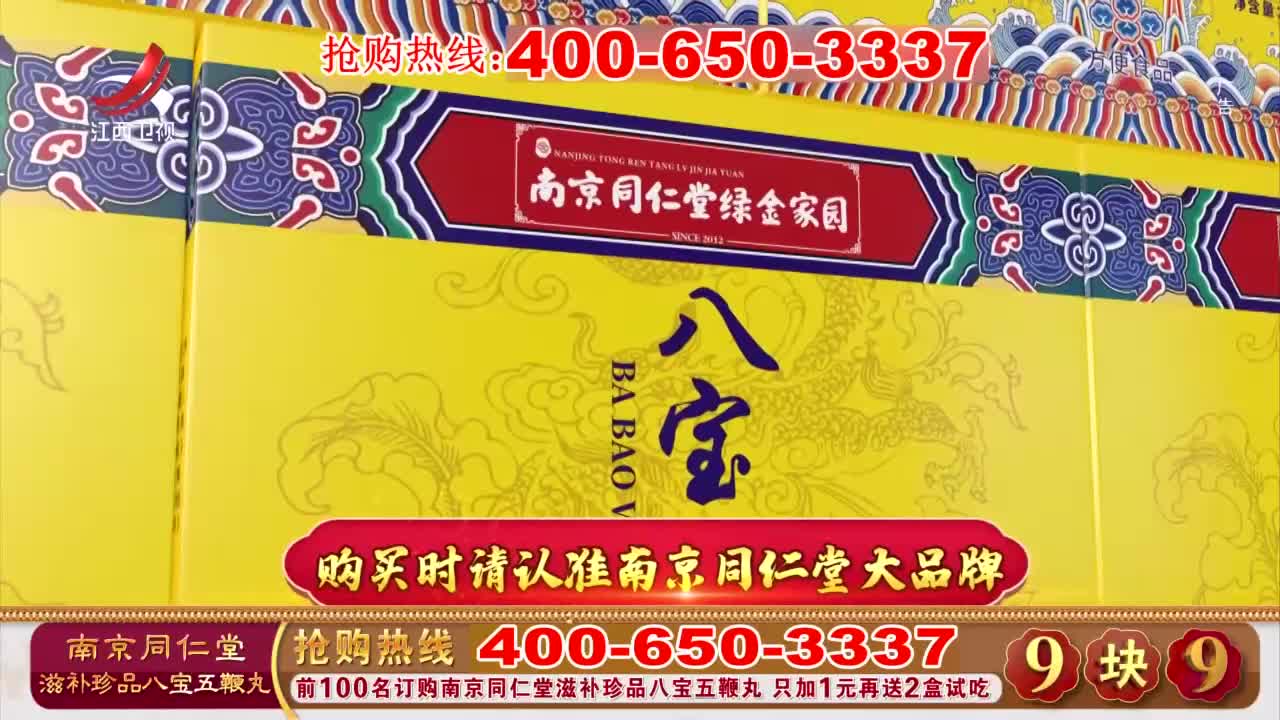 净含量
抢购热线:400-650-3337
方便食品
广告
江西卫视
NANJING TONG REN TANG LV JIN JIA YUAN
南京同仁堂绿金家园
SINCE 2012
八宝
BA BAO
购买时请认准南京同仁堂大品牌
南京同仁堂
滋补珍品八宝五鞭丸
抢购热线 400-650-3337
前100名订购南京同仁堂滋补珍品八宝五鞭丸 只加1元再送2盒试吃
9块9